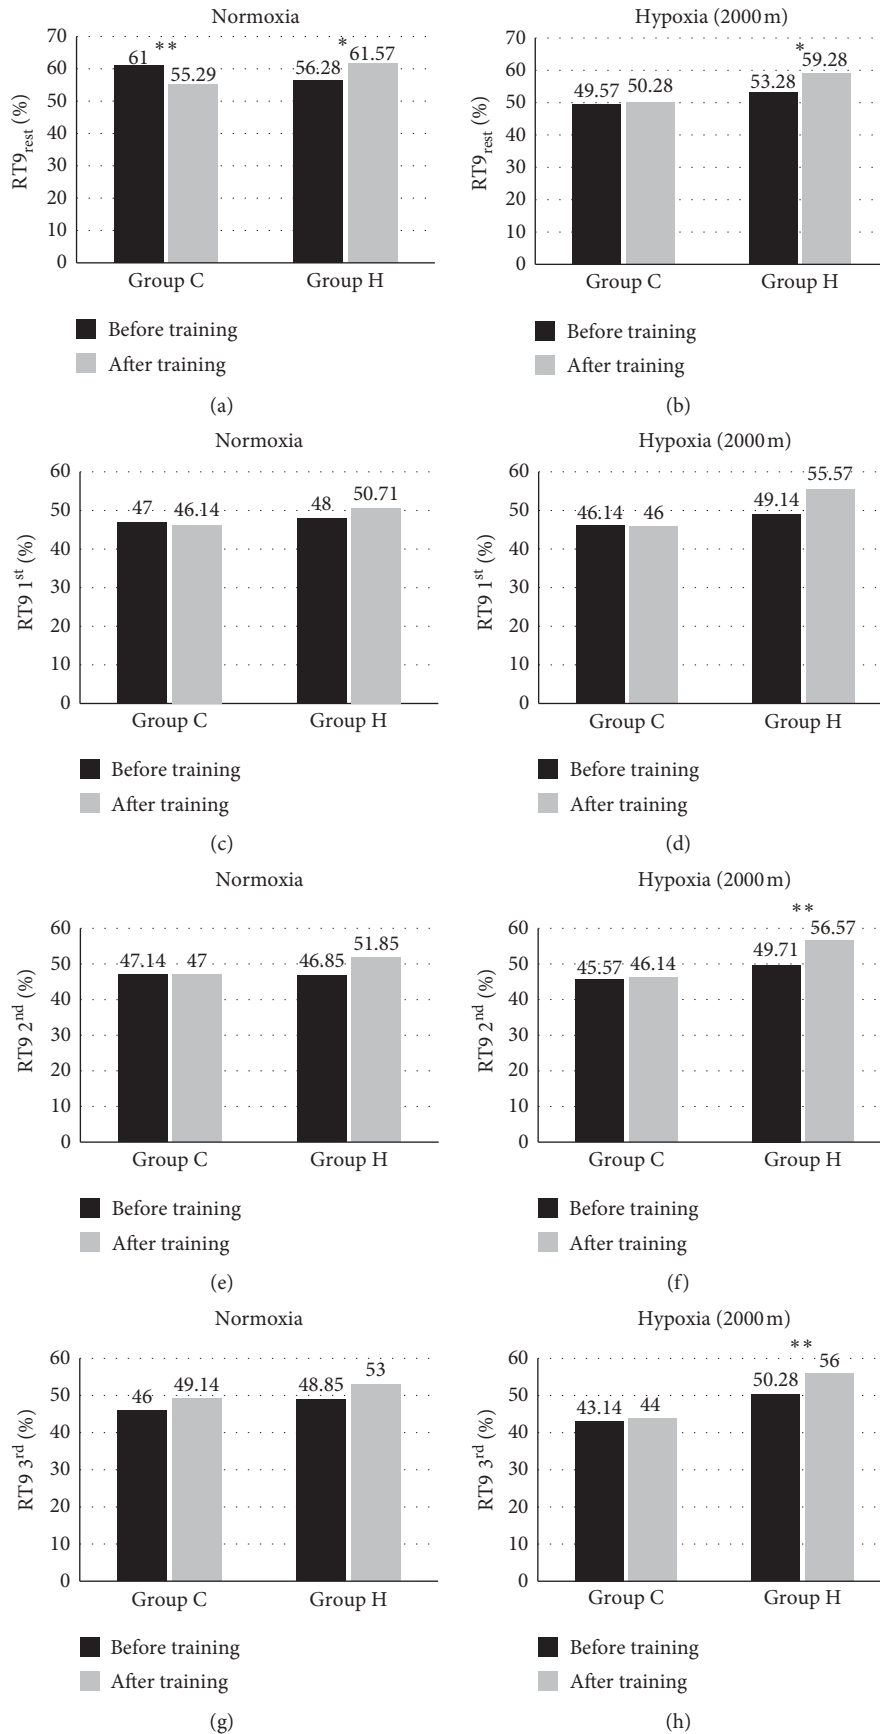 Normoxia
RT9rest (%)
70
60
50
40
30
20
10
0
61
**
55.29
56.28
*
61.57
Group C
Group H
Before training
After training
(a)
Hypoxia (2000 m)
RT9rest (%)
70
60
50
40
30
20
10
0
49.57
50.28
53.28
*
59.28
Group C
Group H
Before training
After training
(b)
Normoxia
RT9 1st (%)
60
50
40
30
20
10
0
47
46.14
48
50.71
Group C
Group H
Before training
After training
(c)
Hypoxia (2000 m)
RT9 1st (%)
60
50
40
30
20
10
0
46.14
46
49.14
55.57
Group C
Group H
Before training
After training
(d)
Normoxia
RT9 2nd (%)
60
50
40
30
20
10
0
47.14
47
46.85
51.85
Group C
Group H
Before training
After training
(e)
Hypoxia (2000 m)
RT9 2nd (%)
60
50
40
30
20
10
0
45.57
46.14
49.71
**
56.57
Group C
Group H
Before training
After training
(f)
Normoxia
RT9 3rd (%)
60
50
40
30
20
10
0
46
49.14
48.85
53
Group C
Group H
Before training
After training
(g)
Hypoxia (2000 m)
RT9 3rd (%)
60
50
40
30
20
10
0
43.14
44
50.28
**
56
Group C
Group H
Before training
After training
(h)